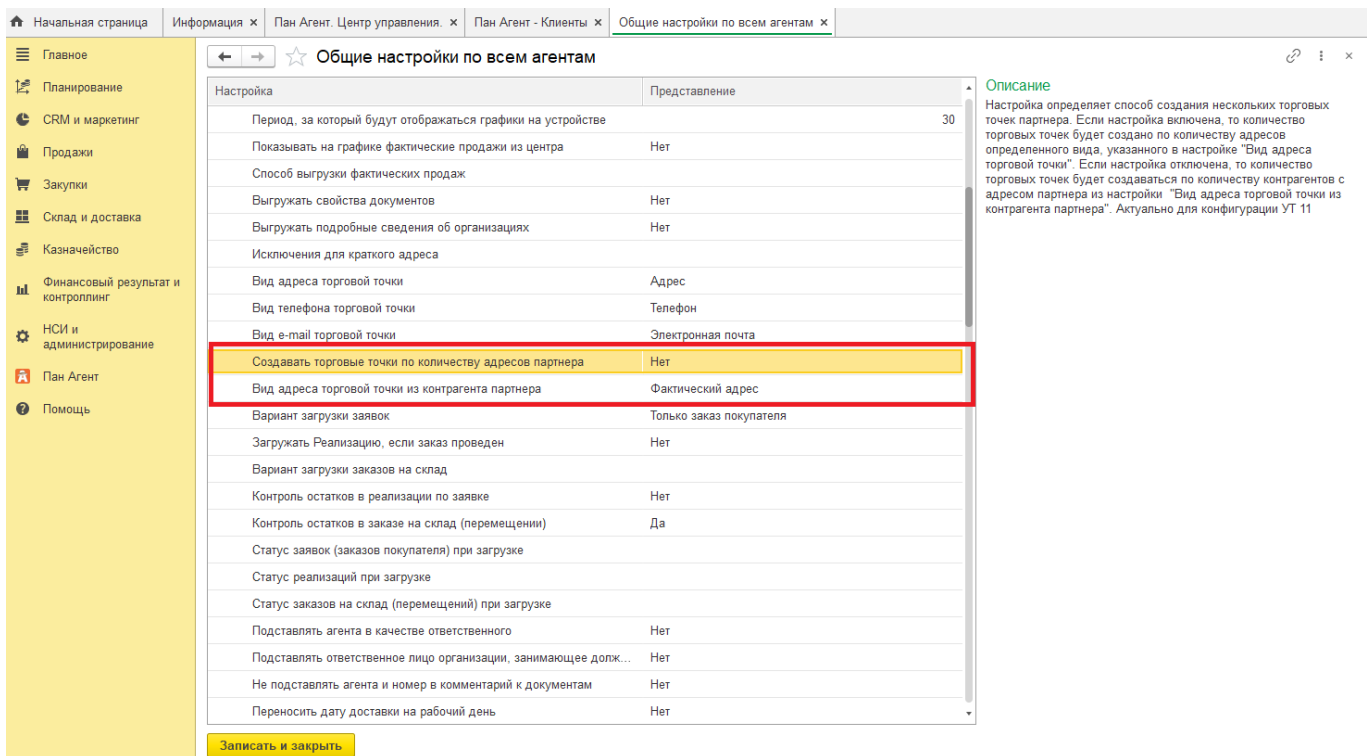 Начальная страница
Информация ×
Пан Агент. Центр управления. ×
Пан Агент - Клиенты ×
Общие настройки по всем агентам ×
Главное
Планирование
CRM и маркетинг
Продажи
Закупки
Склад и доставка
Казначейство
Финансовый результат и
контроллинг
НСИ и
администрирование
Пан Агент
Помощь
Общие настройки по всем агентам
Настройка Представление
Период, за который будут отображаться графики на устройстве 30
Показывать на графике фактические продажи из центра Нет
Способ выгрузки фактических продаж
Выгружать свойства документов Нет
Выгружать подробные сведения об организациях Нет
Исключения для краткого адреса
Вид адреса торговой точки Адрес
Вид телефона торговой точки Телефон
Вид e-mail торговой точки Электронная почта
Создавать торговые точки по количеству адресов партнера Нет
Вид адреса торговой точки из контрагента партнера Фактический адрес
Вариант загрузки заявок Только заказ покупателя
Загружать Реализацию, если заказ проведен Нет
Вариант загрузки заказов на склад
Контроль остатков в реализации по заявке Нет
Контроль остатков в заказе на склад (перемещении) Да
Статус заявок (заказов покупателя) при загрузке
Статус реализаций при загрузке
Статус заказов на склад (перемещений) при загрузке
Подставлять агента в качестве ответственного Нет
Подставлять ответственное лицо организации, занимающее долж... Нет
Не подставлять агента и номер в комментарий к документам Нет
Переносить дату доставки на рабочий день Нет
Записать и закрыть
Описание
Настройка определяет способ создания нескольких торговых
точек партнера. Если настройка включена, то количество
торговых точек будет создано по количеству адресов
определенного вида, указанного в настройке "Вид адреса
торговой точки". Если настройка отключена, то количество
торговых точек будет создаваться по количеству контрагентов с
адресом партнера из настройки "Вид адреса торговой точки из
контрагента партнера". Актуально для конфигурации УТ 11